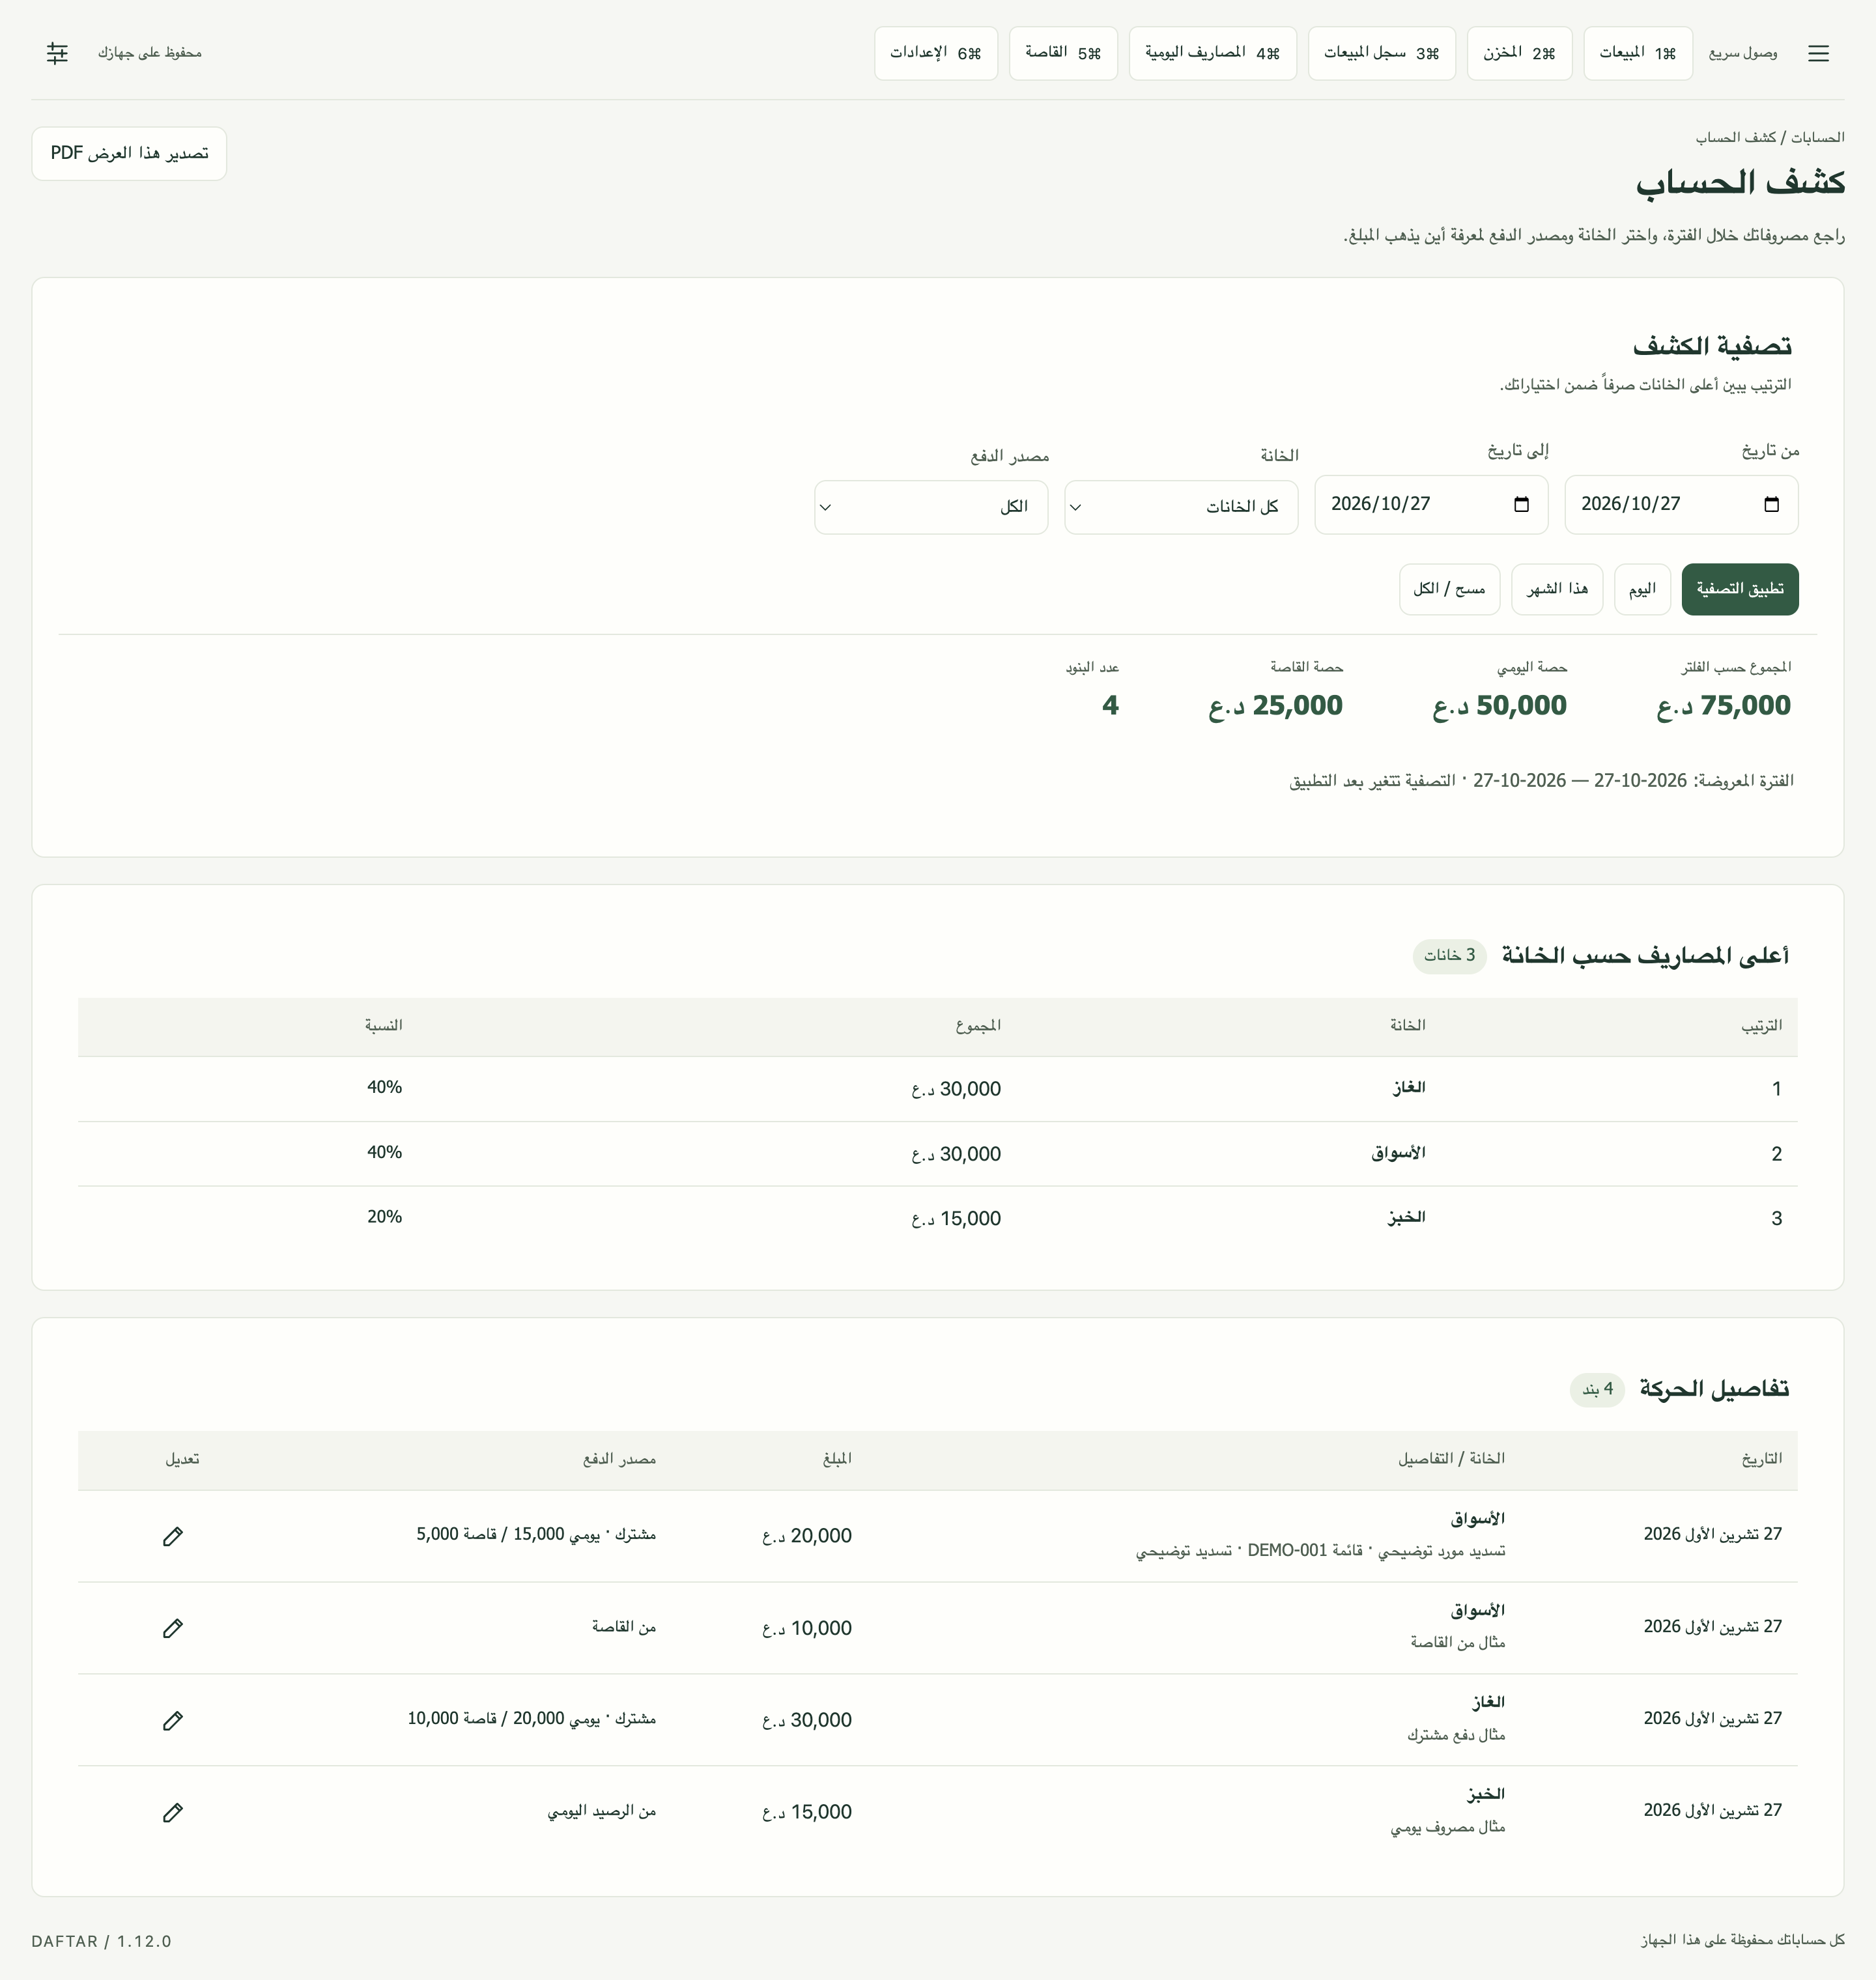 وصول سريع
⌘1 المبيعات
⌘2 المخزن
⌘3 سجل المبيعات
⌘4 المصاريف اليومية
⌘5 القاصة
⌘6 الإعدادات
محفوظ على جهازك
الحسابات / كشف الحساب
تصدير هذا العرض PDF
كشف الحساب
راجع مصروفاتك خلال الفترة، واختر الخانة ومصدر الدفع لمعرفة أين يذهب المبلغ.
تصفية الكشف
الترتيب يبين أعلى الخانات صرفاً ضمن اختياراتك.
من تاريخ إلى تاريخ الخانة مصدر الدفع
2026/10/27 2026/10/27 كل الخانات الكل
تطبيق التصفية اليوم هذا الشهر مسح / الكل
المجموع حسب الفلتر حصة اليومي حصة القاصة عدد البنود
75,000 د.ع 50,000 د.ع 25,000 د.ع 4
الفترة المعروضة: 2026-10-27 — 2026-10-27 · التصفية تتغير بعد التطبيق
أعلى المصاريف حسب الخانة 3 خانات
الترتيب الخانة المجموع النسبة
1 الغاز 30,000 د.ع 40%
2 الأسواق 30,000 د.ع 40%
3 الخبز 15,000 د.ع 20%
تفاصيل الحركة 4 بند
التاريخ الخانة / التفاصيل المبلغ مصدر الدفع تعديل
27 تشرين الأول 2026 الأسواق 20,000 د.ع مشترك · يومي 15,000 / قاصة 5,000
تسديد مورد توضيحي · قائمة DEMO-001 · تسديد توضيحي
27 تشرين الأول 2026 الأسواق 10,000 د.ع من القاصة
مثال من القاصة
27 تشرين الأول 2026 الغاز 30,000 د.ع مشترك · يومي 20,000 / قاصة 10,000
مثال دفع مشترك
27 تشرين الأول 2026 الخبز 15,000 د.ع من الرصيد اليومي
مثال مصروف يومي
كل حساباتك محفوظة على هذا الجهاز
DAFTAR / 1.12.0